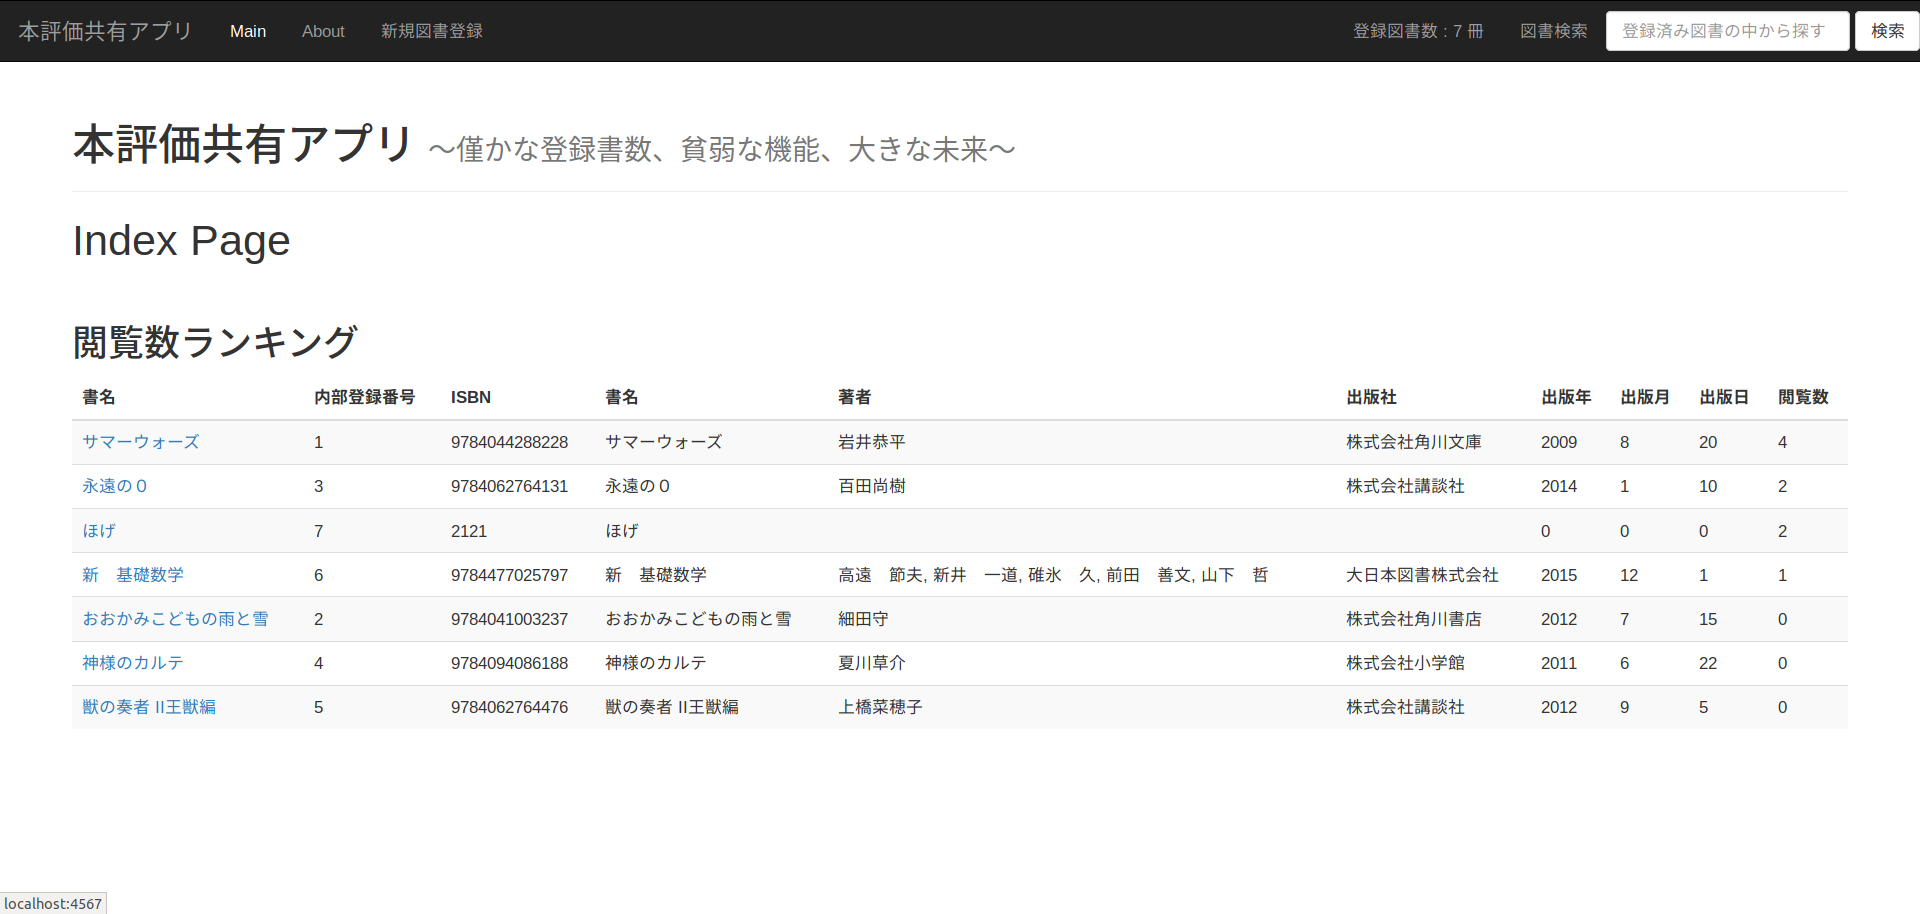 本評価共有アプリ Main About 新規図書登録 登録図書数 : 7 冊 図書検索 登録済み図書の中から探す 検索
本評価共有アプリ ～僅かな登録書数、貧弱な機能、大きな未来～
Index Page
閲覧数ランキング
書名 内部登録番号 ISBN 書名 著者 出版社 出版年 出版月 出版日 閲覧数
サマーウォーズ 1 9784044288228 サマーウォーズ 岩井恭平 株式会社角川文庫 2009 8 20 4
永遠の０ 3 9784062764131 永遠の０ 百田尚樹 株式会社講談社 2014 1 10 2
ほげ 7 2121 ほげ 0 0 0 2
新　基礎数学 6 9784477025797 新　基礎数学 高遠　節夫, 新井　一道, 碓氷　久, 前田　善文, 山下　哲 大日本図書株式会社 2015 12 1 1
おおかみこどもの雨と雪 2 9784041003237 おおかみこどもの雨と雪 細田守 株式会社角川書店 2012 7 15 0
神様のカルテ 4 9784094086188 神様のカルテ 夏川草介 株式会社小学館 2011 6 22 0
獣の奏者 II王獣編 5 9784062764476 獣の奏者 II王獣編 上橋菜穂子 株式会社講談社 2012 9 5 0
localhost:4567